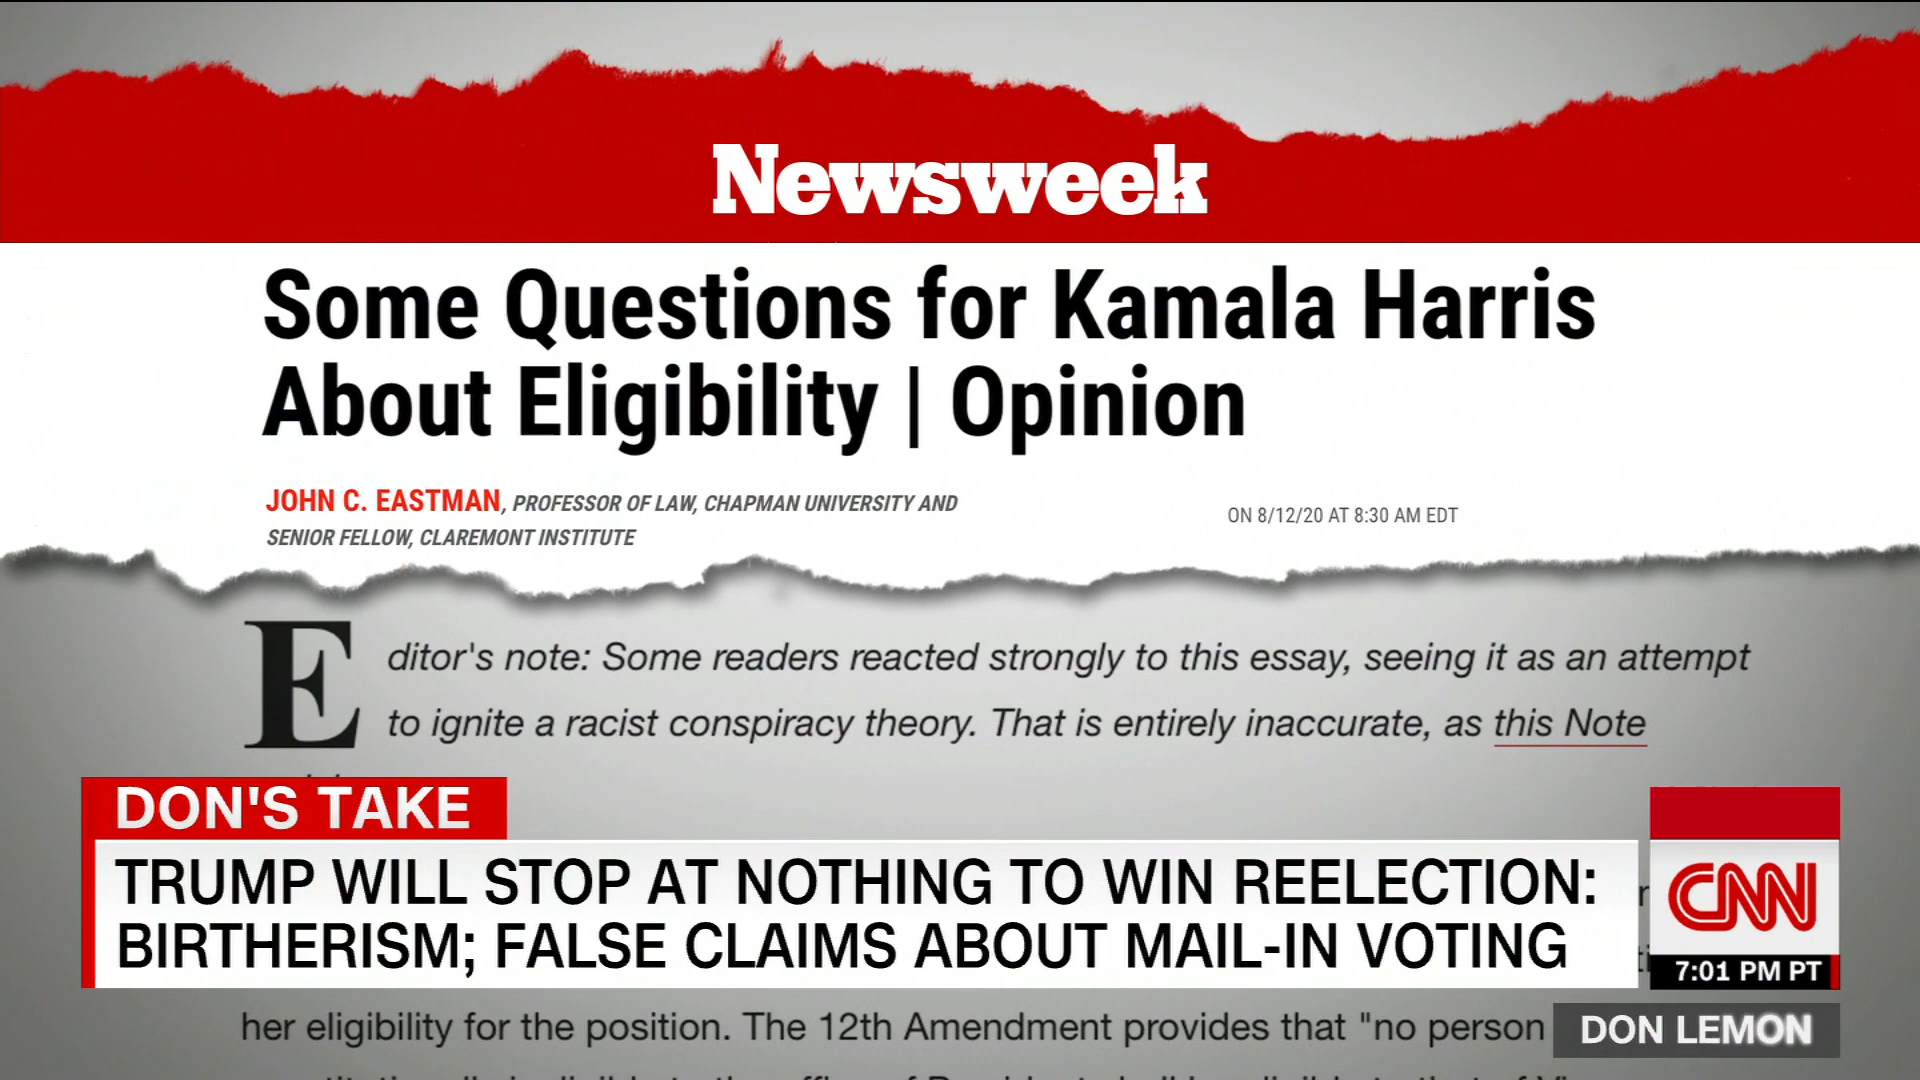 Newsweek
Some Questions for Kamala Harris
About Eligibility | Opinion
JOHN C. EASTMAN, PROFESSOR OF LAW, CHAPMAN UNIVERSITY AND
SENIOR FELLOW, CLAREMONT INSTITUTE
ON 8/12/20 AT 8:30 AM EDT
Editor's note: Some readers reacted strongly to this essay, seeing it as an attempt
to ignite a racist conspiracy theory. That is entirely inaccurate, as this Note
DON'S TAKE
TRUMP WILL STOP AT NOTHING TO WIN REELECTION:
BIRTHERISM; FALSE CLAIMS ABOUT MAIL-IN VOTING
CNN
7:01 PM PT
her eligibility for the position. The 12th Amendment provides that "no person
DON LEMON